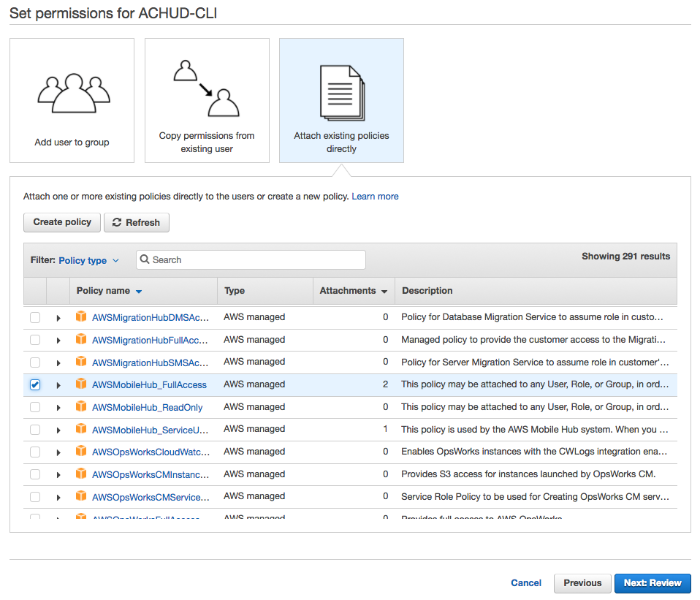 Set permissions for ACHUD-CLI
Add user to group
Copy permissions from
existing user
Attach existing policies
directly
Attach one or more existing policies directly to the users or create a new policy. Learn more
Create policy Refresh
Filter: Policy type Search Showing 291 results
Policy name Type Attachments Description
AWSMigrationHubDMSAc... AWS managed 0 Policy for Database Migration Service to assume role in custo...
AWSMigrationHubFullAcc... AWS managed 0 Managed policy to provide the customer access to the Migrati...
AWSMigrationHubSMSAc... AWS managed 0 Policy for Server Migration Service to assume role in customer'...
AWSMobileHub_FullAccess AWS managed 2 This policy may be attached to any User, Role, or Group, in ord...
AWSMobileHub_ReadOnly AWS managed 0 This policy may be attached to any User, Role, or Group, in ord...
AWSMobileHub_ServiceU... AWS managed 1 This policy is used by the AWS Mobile Hub system. When you ...
AWSOpsWorksCloudWatc... AWS managed 0 Enables OpsWorks instances with the CWLogs integration ena...
AWSOpsWorksCMInstanc... AWS managed 0 Provides S3 access for instances launched by OpsWorks CM.
AWSOpsWorksCMService... AWS managed 0 Service Role Policy to be used for Creating OpsWorks CM serv...
AWSOpsWorksFullAccess AWS managed 0 Provides full access to AWS OpsWorks.
Cancel Previous Next: Review